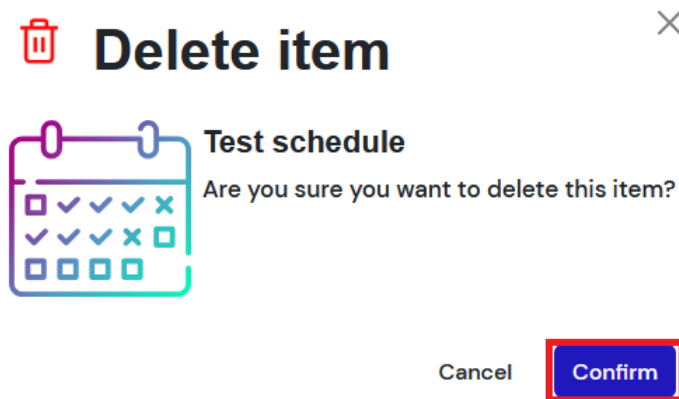 Delete item
Test schedule
Are you sure you want to delete this item?
Cancel Confirm